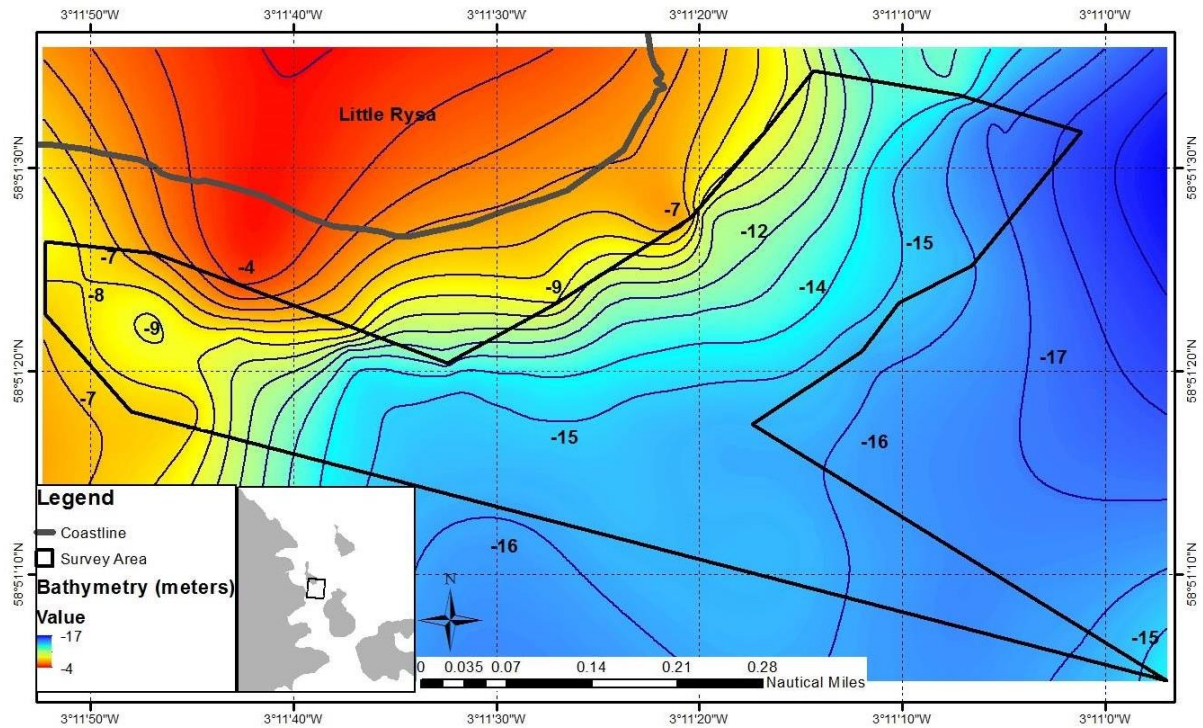 3°11'50"W 3°11'40"W 3°11'30"W 3°11'20"W 3°11'10"W 3°11'0"W
Little Rysa
58°51'30"N
58°51'30"N
-7
-12
-15
-7
-4
-8
-9
-14
-9
58°51'20"N
58°51'20"N
-17
-7
-15
-16
Legend
Coastline
Survey Area
Bathymetry (meters)
Value
-17
-4
-16
N
58°51'10"N
58°51'10"N
-15
0 0.035 0.07 0.14 0.21 0.28
Nautical Miles
3°11'50"W 3°11'40"W 3°11'30"W 3°11'20"W 3°11'10"W 3°11'0"W